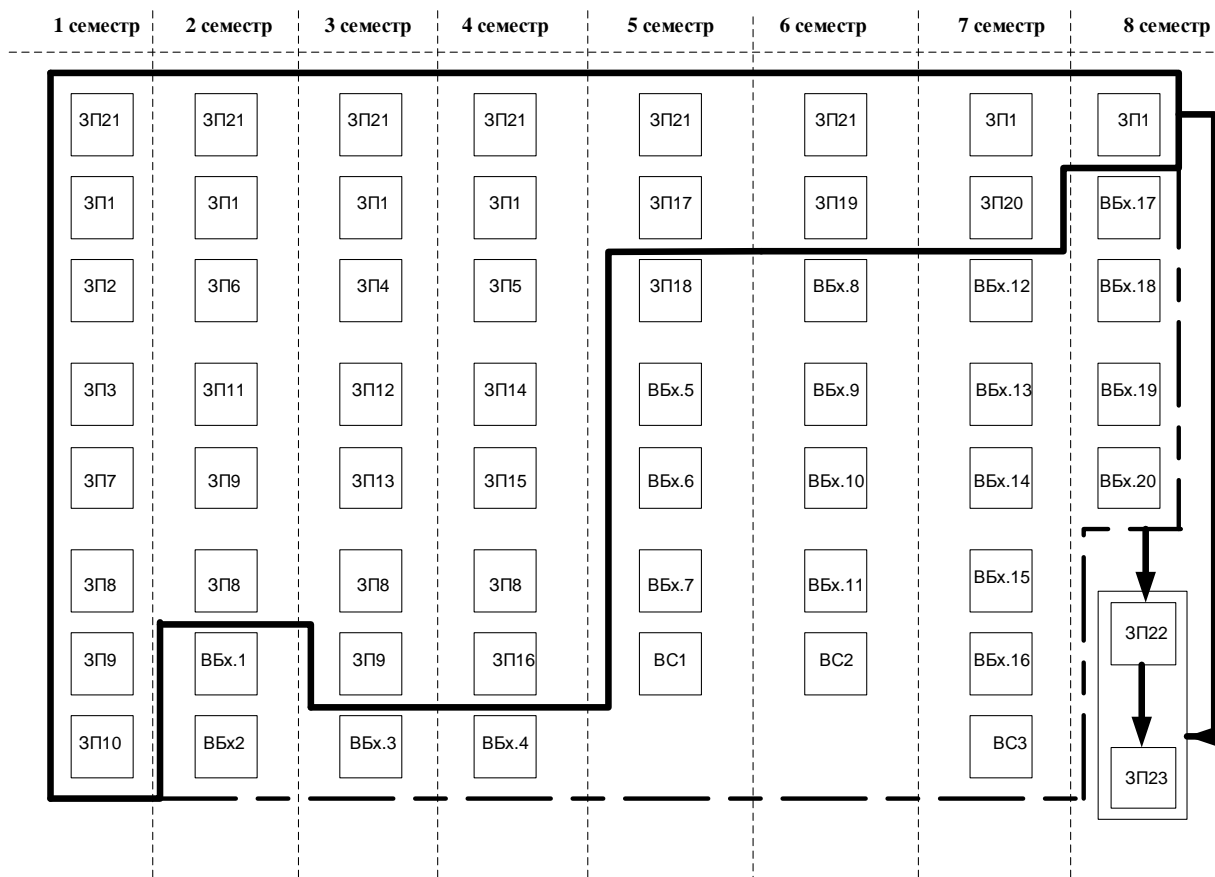 1 семестр 2 семестр 3 семестр 4 семестр 5 семестр 6 семестр 7 семестр 8 семестр
ЗП21 ЗП21 ЗП21 ЗП21 ЗП21 ЗП21 ЗП1 ЗП1
ЗП1 ЗП1 ЗП1 ЗП1 ЗП17 ЗП19 ЗП20 ВБх.17
ЗП2 ЗП6 ЗП4 ЗП5 ЗП18 ВБх.8 ВБх.12 ВБх.18
ЗП3 ЗП11 ЗП12 ЗП14 ВБх.5 ВБх.9 ВБх.13 ВБх.19
ЗП7 ЗП9 ЗП13 ЗП15 ВБх.6 ВБх.10 ВБх.14 ВБх.20
ЗП8 ЗП8 ЗП8 ЗП8 ВБх.7 ВБх.11 ВБх.15
ЗП22
ЗП9 ВБх.1 ЗП9 ЗП16 ВС1 ВС2 ВБх.16
ЗП10 ВБх2 ВБх.3 ВБх.4 ВС3
ЗП23